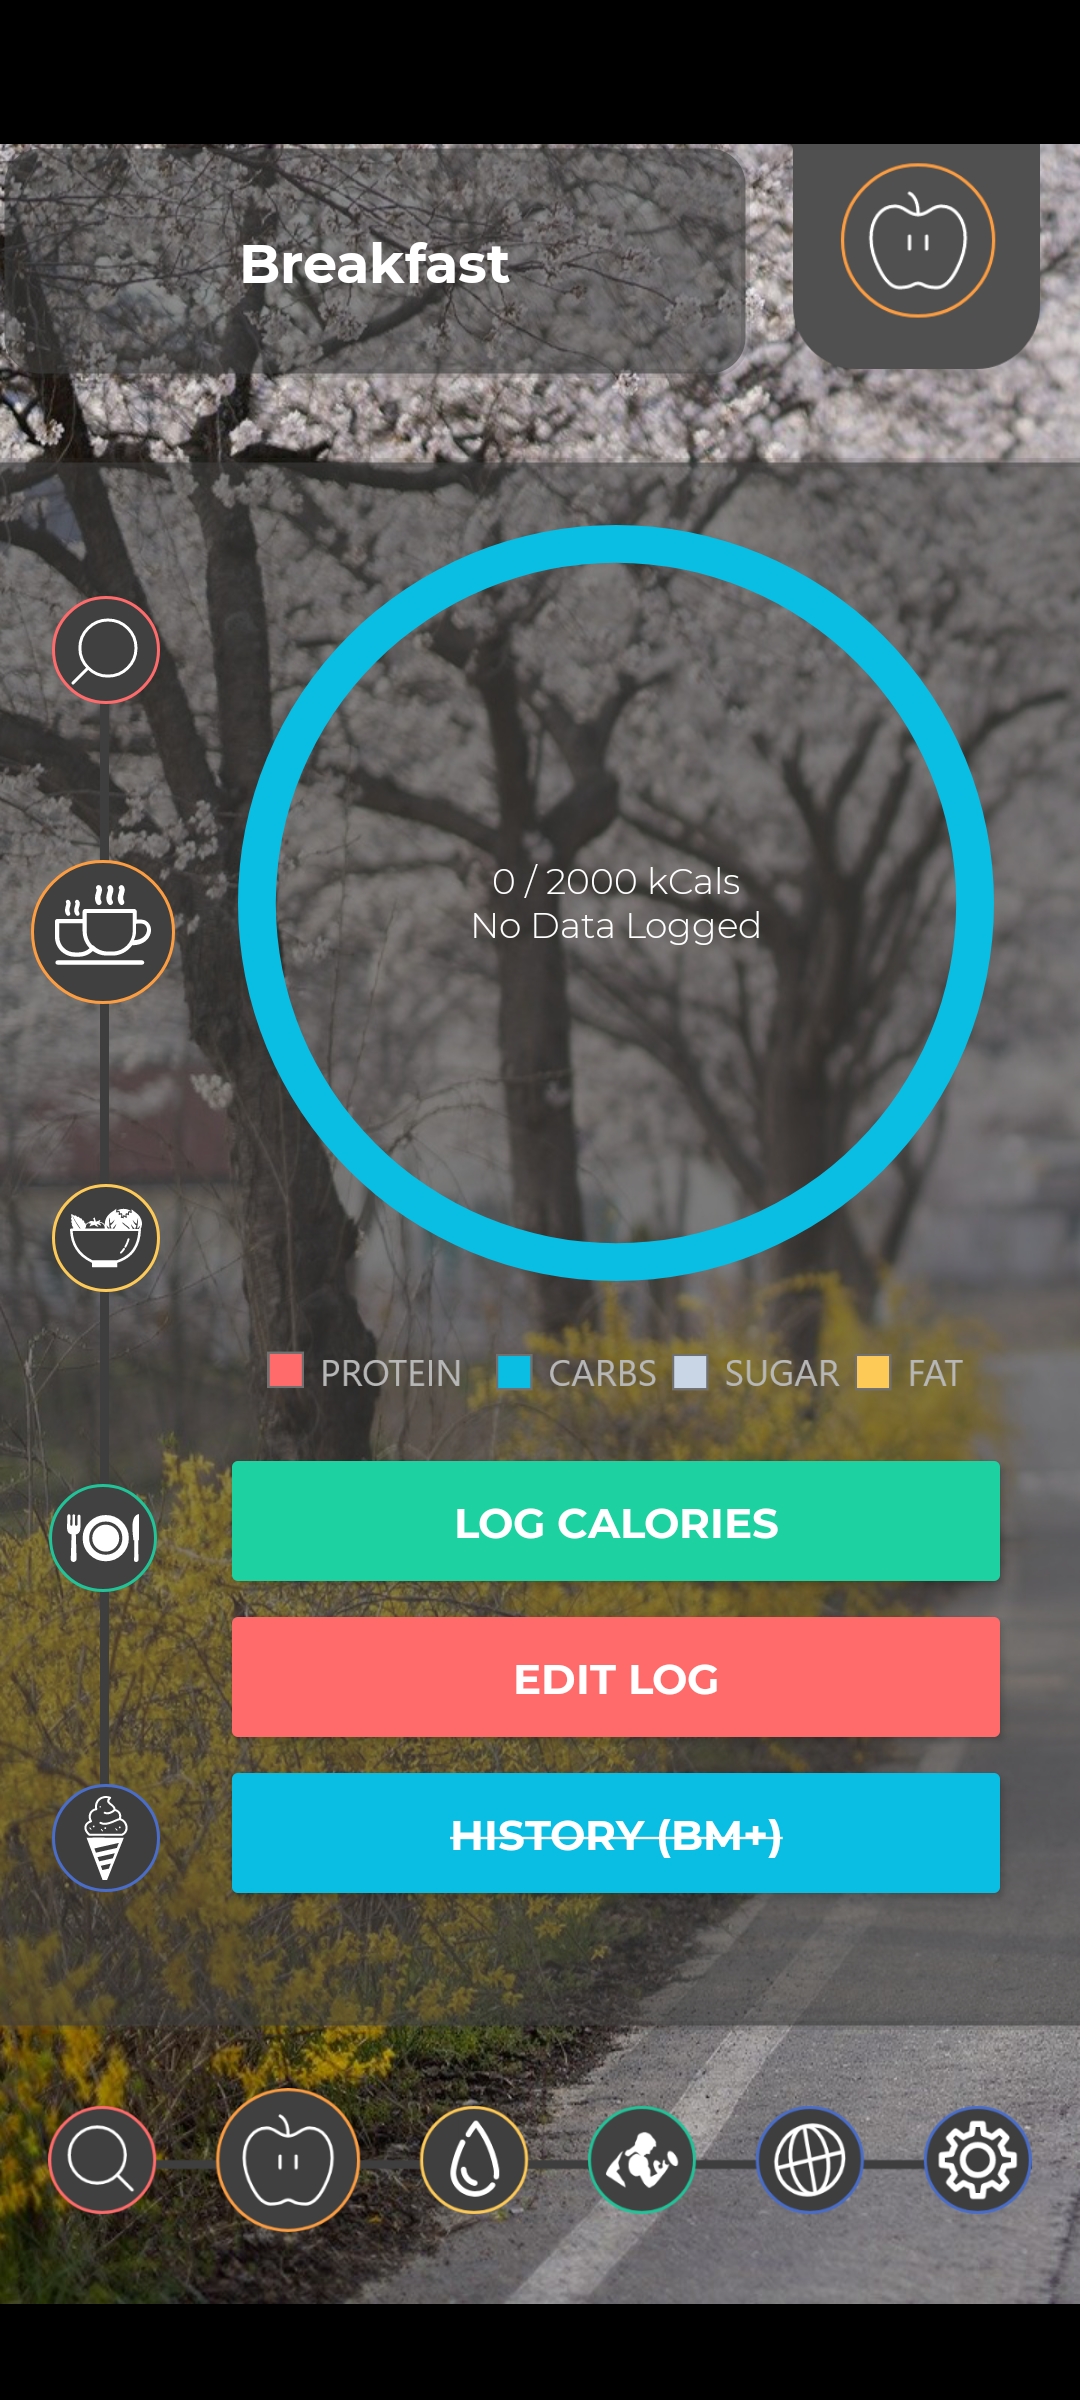 Breakfast
0 / 2000 kCals
No Data Logged
PROTEIN CARBS SUGAR FAT
LOG CALORIES
EDIT LOG
HISTORY (BM+)